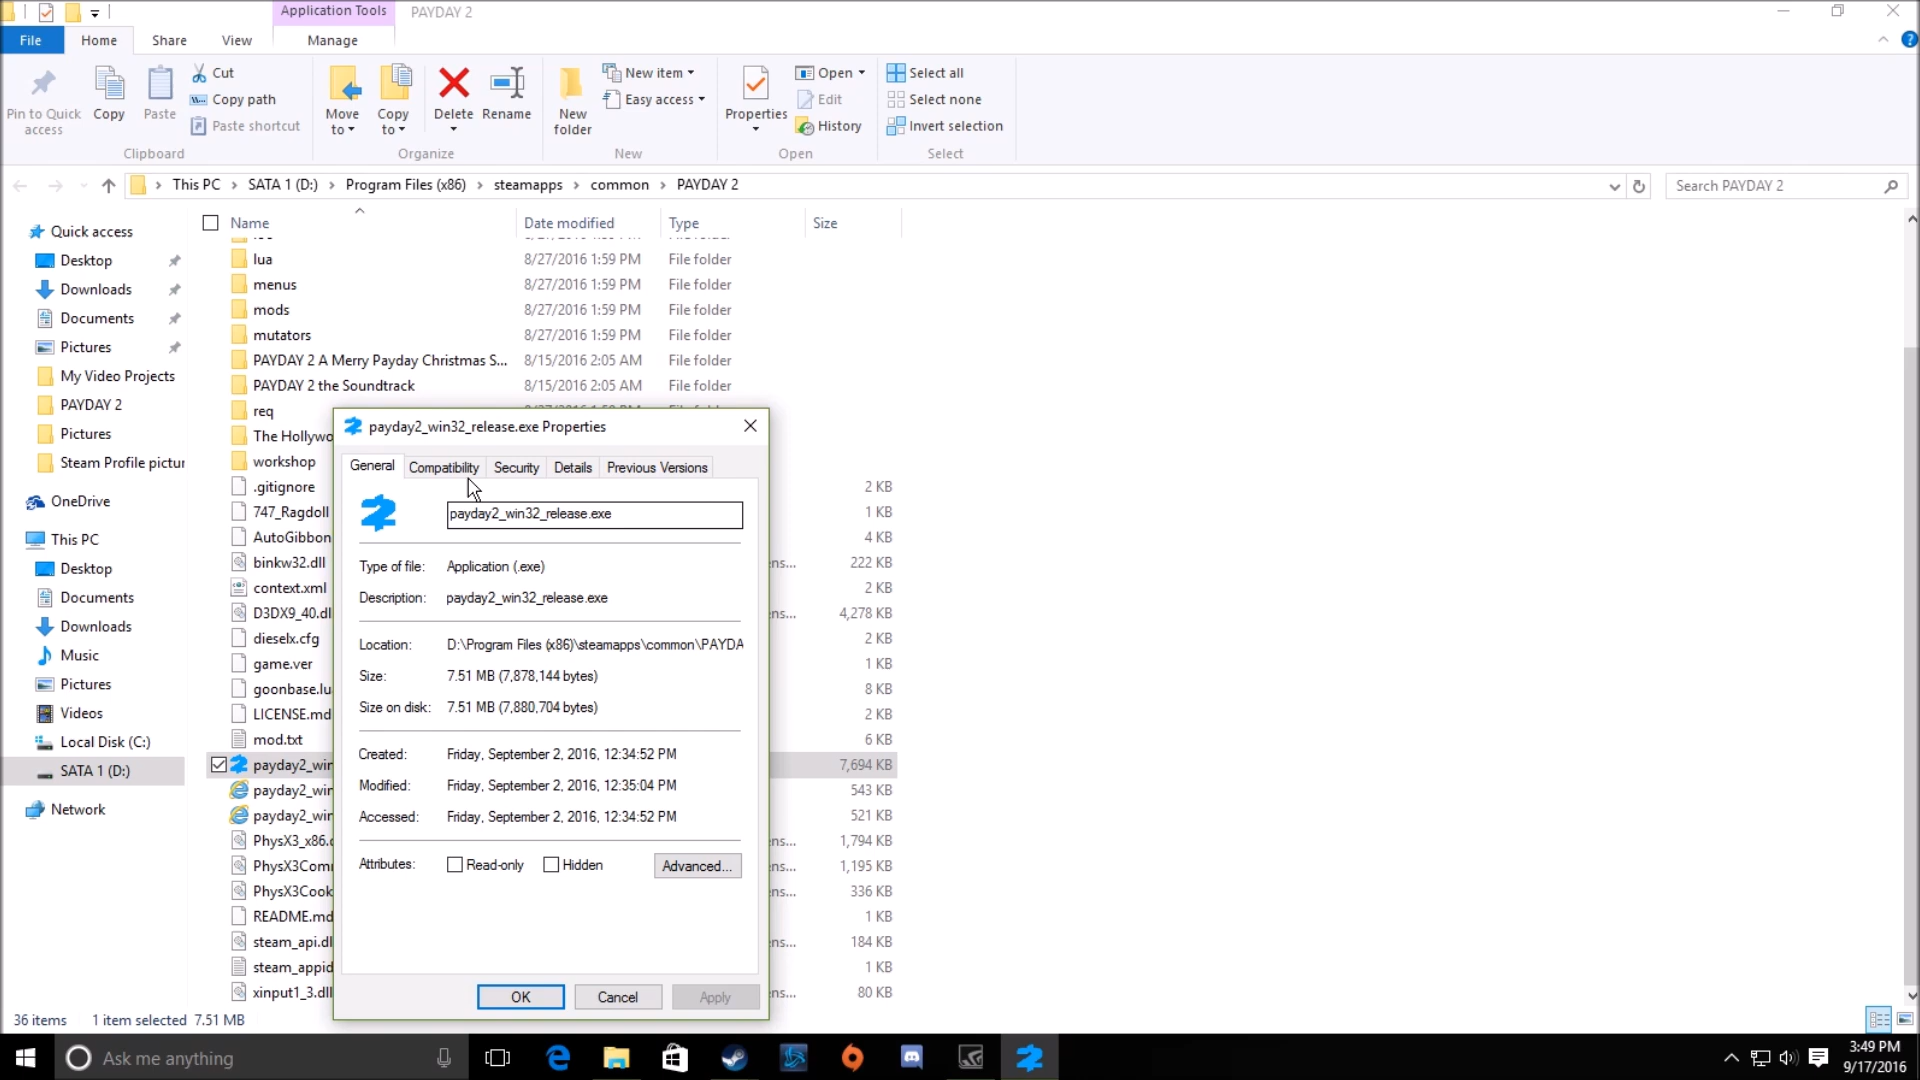 Application Tools
PAYDAY 2
File
Home
Share
View
Manage
Pin to Quick access
Copy
Paste
Cut
Copy path
Paste shortcut
Clipboard
Move to
Copy to
Delete
Rename
Organize
New folder
New item
Easy access
New
Properties
Open
Edit
History
Open
Select all
Select none
Invert selection
Select
This PC > SATA 1 (D:) > Program Files (x86) > steamapps > common > PAYDAY 2
Search PAYDAY 2
Name Date modified Type Size
Quick access
Desktop
Downloads
Documents
Pictures
My Video Projects
PAYDAY 2
Pictures
Steam Profile pictur
OneDrive
This PC
Desktop
Documents
Downloads
Music
Pictures
Videos
Local Disk (C:)
SATA 1 (D:)
Network
lua 8/27/2016 1:59 PM File folder
menus 8/27/2016 1:59 PM File folder
mods 8/27/2016 1:59 PM File folder
mutators 8/27/2016 1:59 PM File folder
PAYDAY 2 A Merry Payday Christmas S... 8/15/2016 2:05 AM File folder
PAYDAY 2 the Soundtrack 8/15/2016 2:05 AM File folder
req
The Hollywo
workshop
.gitignore 2 KB
747_Ragdoll 1 KB
AutoGibbon 4 KB
binkw32.dll ens... 222 KB
context.xml 2 KB
D3DX9_40.dl ens... 4,278 KB
dieselx.cfg 2 KB
game.ver 1 KB
goonbase.lu 8 KB
LICENSE.md 2 KB
mod.txt 6 KB
payday2_win 7,694 KB
payday2_win 543 KB
payday2_win 521 KB
PhysX3_x86.d ens... 1,794 KB
PhysX3Com ens... 1,195 KB
PhysX3Cook ens... 336 KB
README.md 1 KB
steam_api.dl ens... 184 KB
steam_appid 1 KB
xinput1_3.dll ens... 80 KB
payday2_win32_release.exe Properties
General Compatibility Security Details Previous Versions
payday2_win32_release.exe
Type of file: Application (.exe)
Description: payday2_win32_release.exe
Location: D:\Program Files (x86)\steamapps\common\PAYDA
Size: 7.51 MB (7,878,144 bytes)
Size on disk: 7.51 MB (7,880,704 bytes)
Created: Friday, September 2, 2016, 12:34:52 PM
Modified: Friday, September 2, 2016, 12:35:04 PM
Accessed: Friday, September 2, 2016, 12:34:52 PM
Attributes: Read-only Hidden Advanced...
OK Cancel Apply
36 items 1 item selected 7.51 MB
Ask me anything
3:49 PM
9/17/2016